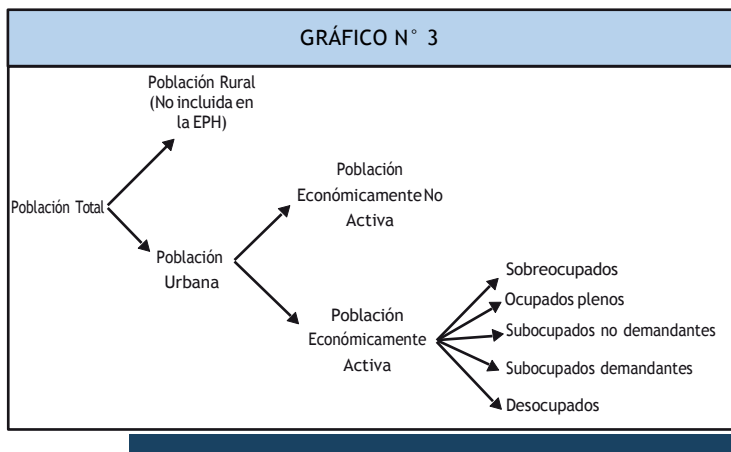 GRÁFICO N° 3
Población Rural
(No incluida en
la EPH)
Población Total
Población
Urbana
Población
Económicamente No
Activa
Población
Económicamente
Activa
Sobreocupados
Ocupados plenos
Subocupados no demandantes
Subocupados demandantes
Desocupados